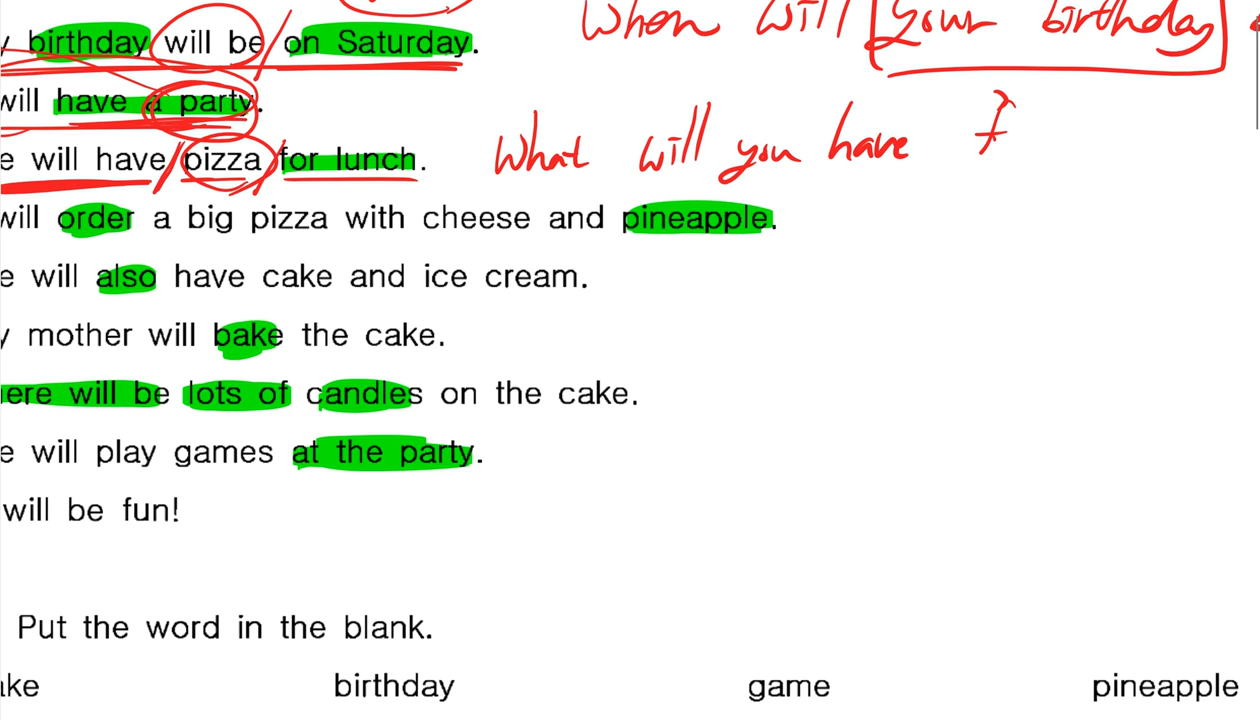 When will your birthday
birthday will be on Saturday.
will have a party.
What will you have f
will have pizza for lunch.
will order a big pizza with cheese and pineapple.
e will also have cake and ice cream.
y mother will bake the cake.
ere will be lots of candles on the cake.
e will play games at the party.
will be fun!
Put the word in the blank.
ake birthday game pineapple